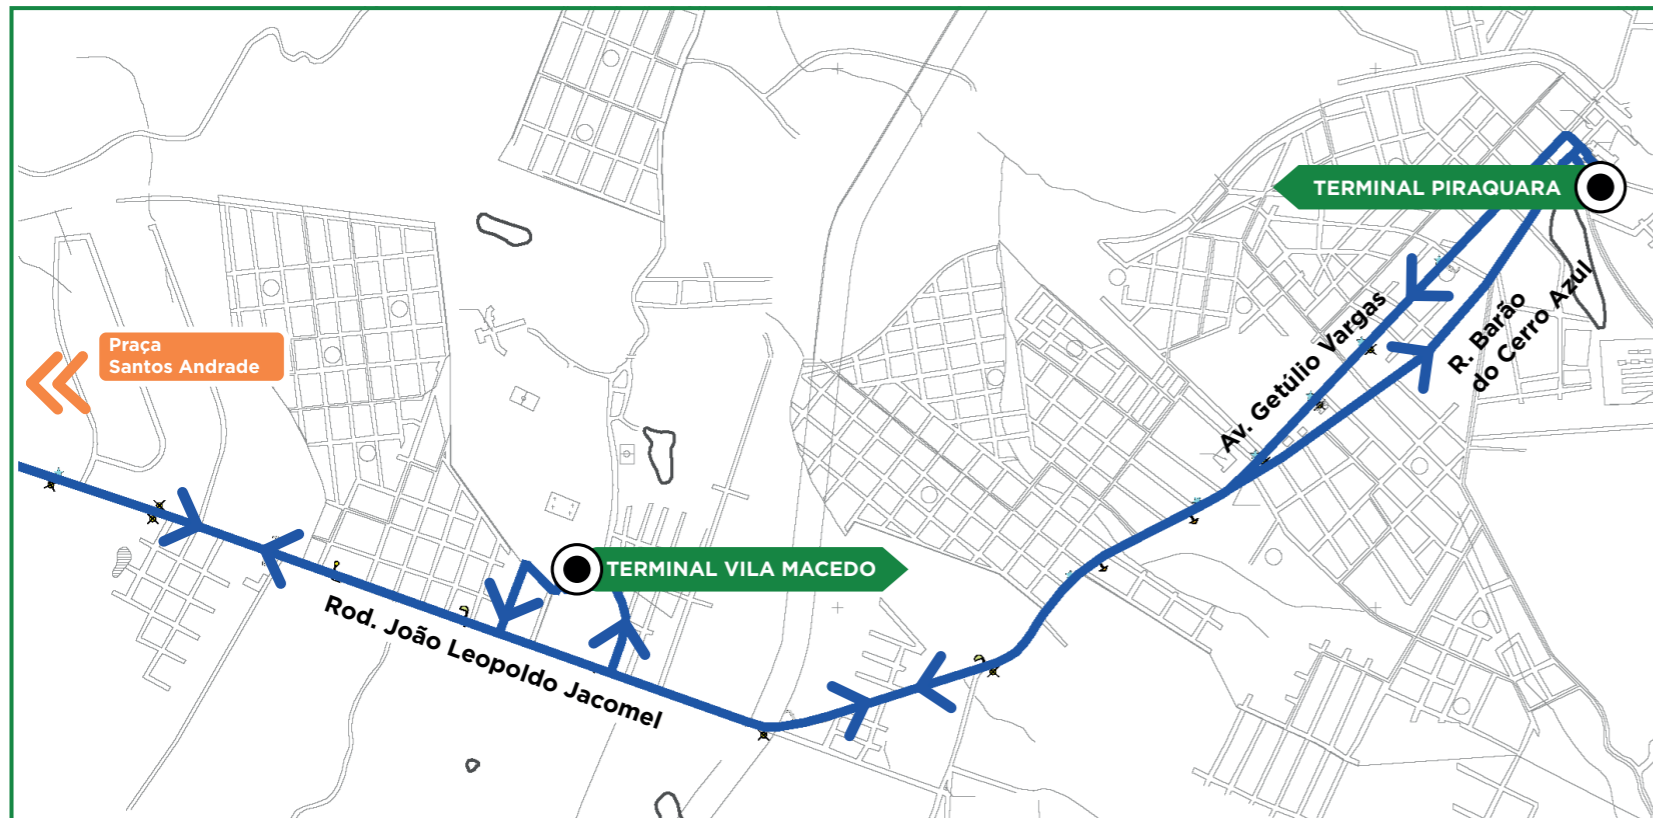 TERMINAL PIRAQUARA
Av. Getúlio Vargas
R. Barão
do Cerro Azul
Praça
Santos Andrade
TERMINAL VILA MACEDO
Rod. João Leopoldo Jacomel